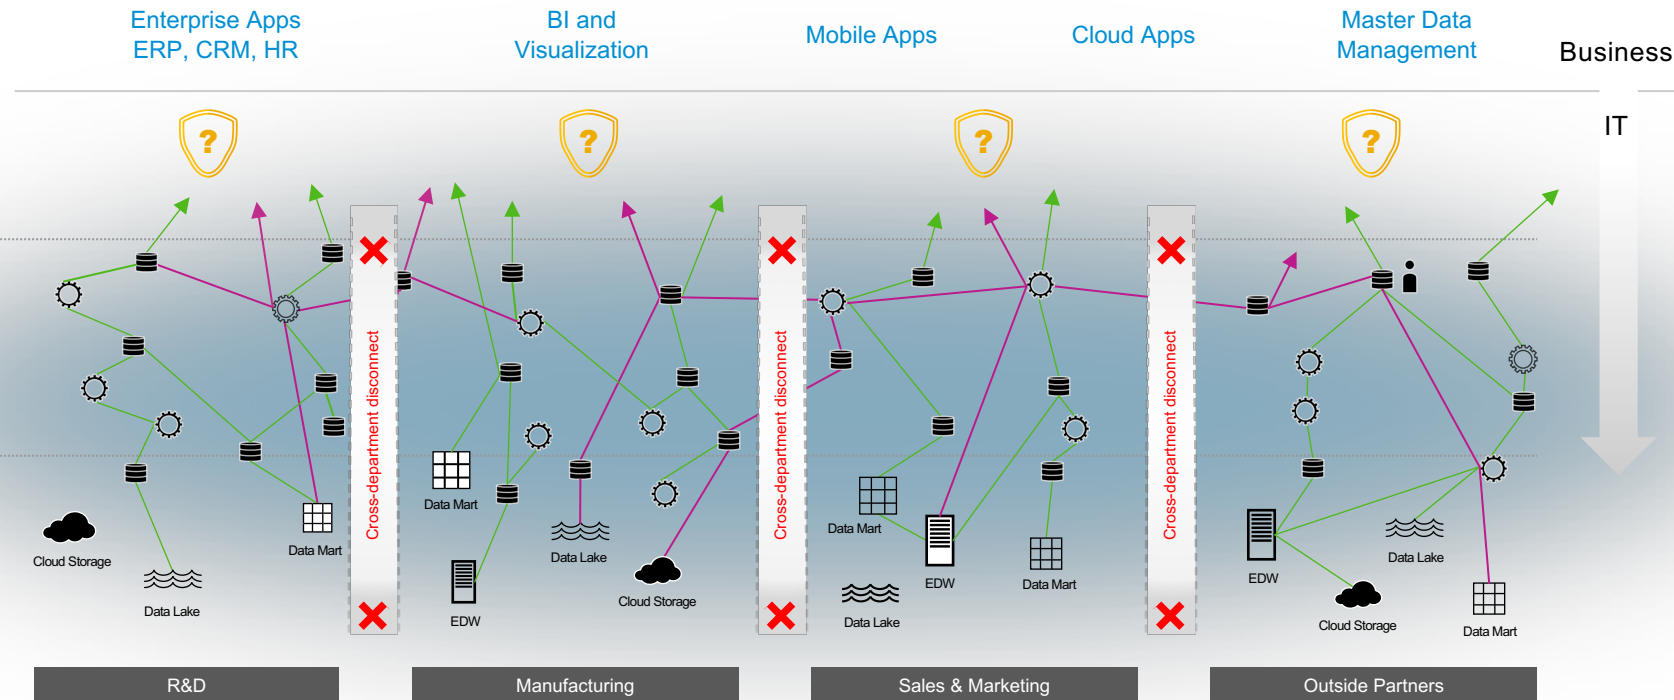 Enterprise Apps
ERP, CRM, HR
BI and
Visualization
Mobile Apps
Cloud Apps
Master Data
Management
Business
IT
?
?
?
?
Cross-department disconnect
Cross-department disconnect
Cross-department disconnect
Cloud Storage
Data Lake
Data Mart
Data Mart
EDW
Data Lake
Cloud Storage
Data Mart
Data Lake
EDW
Data Mart
EDW
Cloud Storage
Data Lake
Data Mart
R&D
Manufacturing
Sales & Marketing
Outside Partners